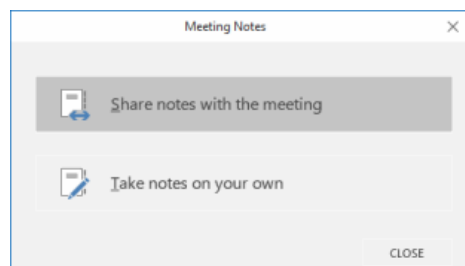 Meeting Notes
Share notes with the meeting
Take notes on your own
CLOSE